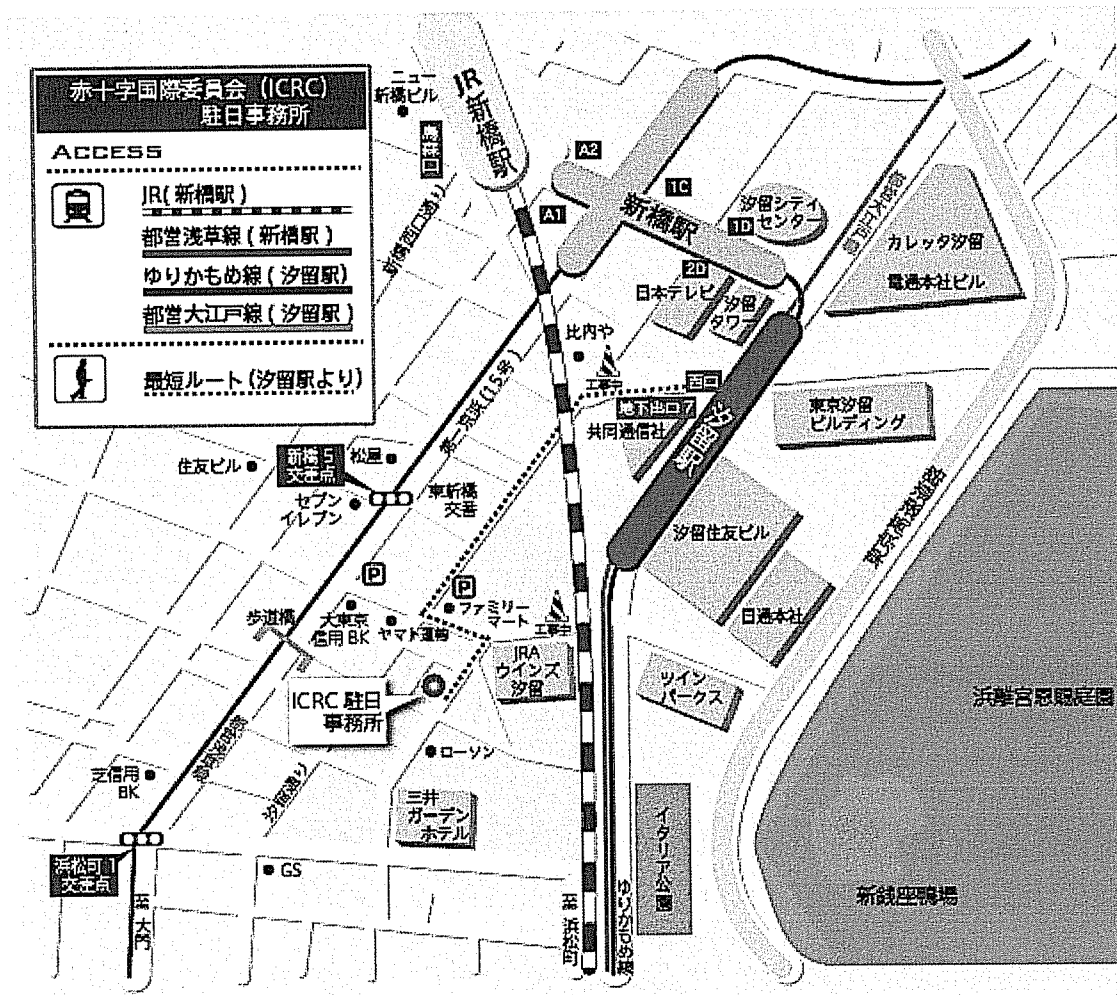 赤十字国際委員会 (ICRC)
駐日事務所
ACCESS
JR(新橋駅)
都営浅草線(新橋駅)
ゆりかもめ線(汐留駅)
都営大江戸線(汐留駅)
最短ルート(汐留駅より)
ニュー
新橋ビル
烏森口
JR新橋駅
A2
A1
1C
新橋駅
1D
2D
汐留シティ
センター
都営大江戸線
カレッタ汐留
電通本社ビル
新橋西口通り
日本テレビ
汐留
タワー
比内や
工事中
西口
地下出口7
共同通信社
汐留駅
東京汐留
ビルディング
第一京浜(15号)
住友ビル
新橋5
交差点
松屋
セブン
イレブン
東新橋
交番
汐留住友ビル
東京高速道路
P
P
歩道橋
大東京
信用BK
ヤマト運輸
ファミリー
マート
工事中
日通本社
JRA
ウインズ
汐留
ツイン
パークス
浜離宮恩賜庭園
ICRC 駐日
事務所
都営浅草線
ローソン
汐留通り
芝信用
BK
三井
ガーデン
ホテル
イタリア公園
浜松町1
交差点
GS
新銭座鴨場
至 大門
至 浜松町
ゆりかもめ線